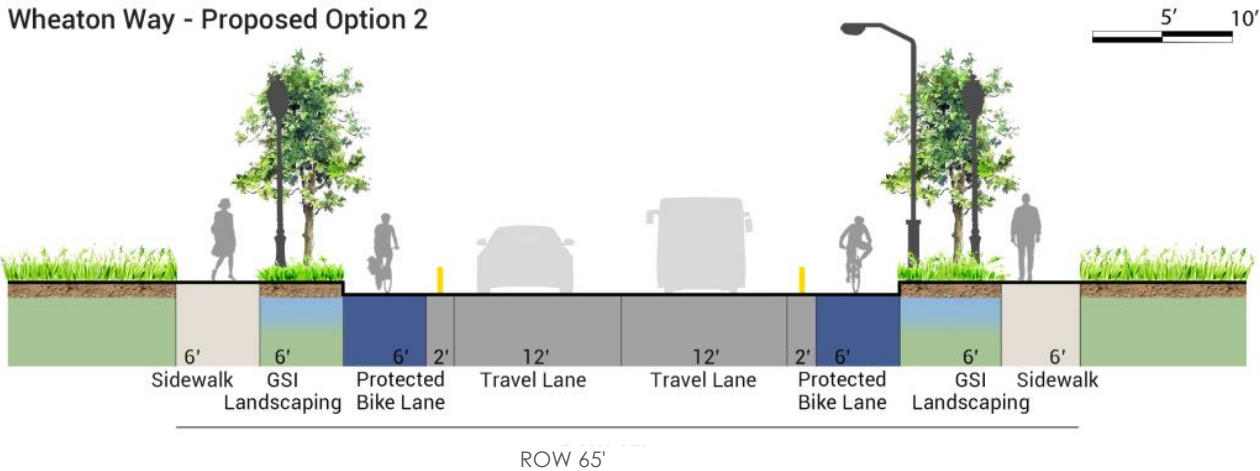 Wheaton Way - Proposed Option 2
5' 10'
6' 6' 6' 2' 12' 12' 2' 6' 6' 6'
Sidewalk GSI Protected Travel Lane Travel Lane Protected GSI Sidewalk
Landscaping Bike Lane Bike Lane Landscaping
ROW 65'